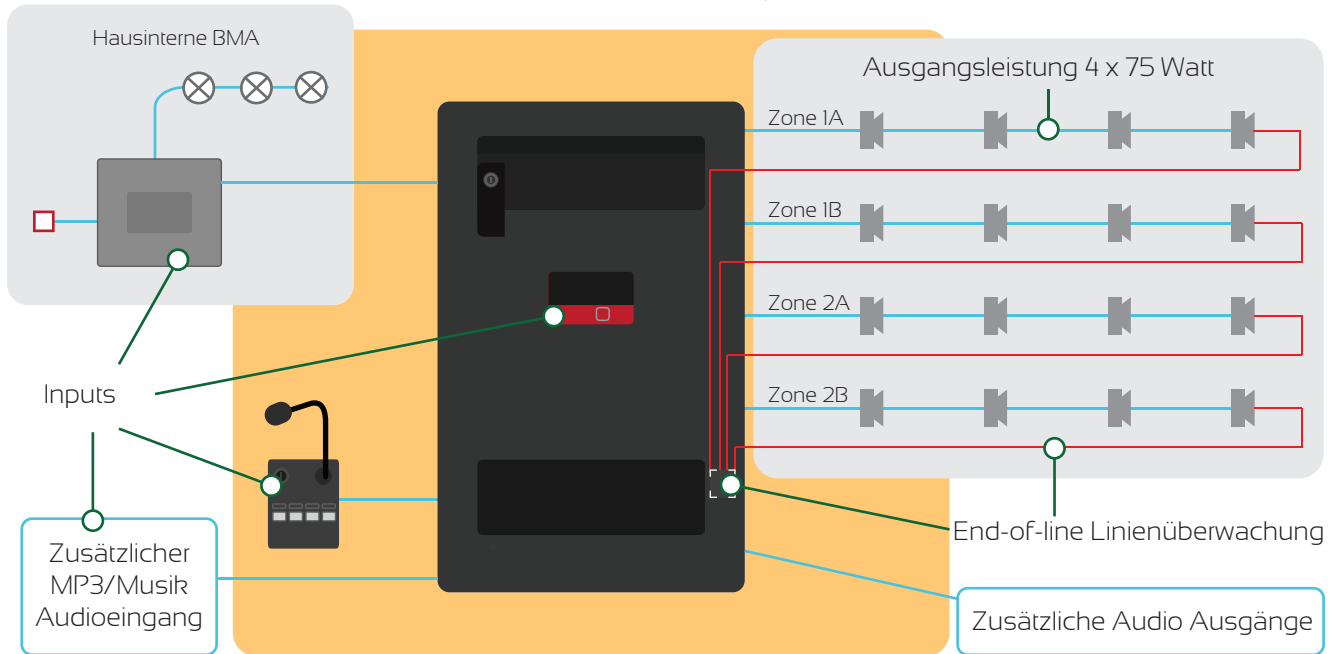 Hausinterne BMA
Ausgangsleistung 4 x 75 Watt
Zone 1A
Zone 1B
Zone 2A
Zone 2B
Inputs
Zusätzlicher
MP3/Musik
Audioeingang
End-of-line Linienüberwachung
Zusätzliche Audio Ausgänge